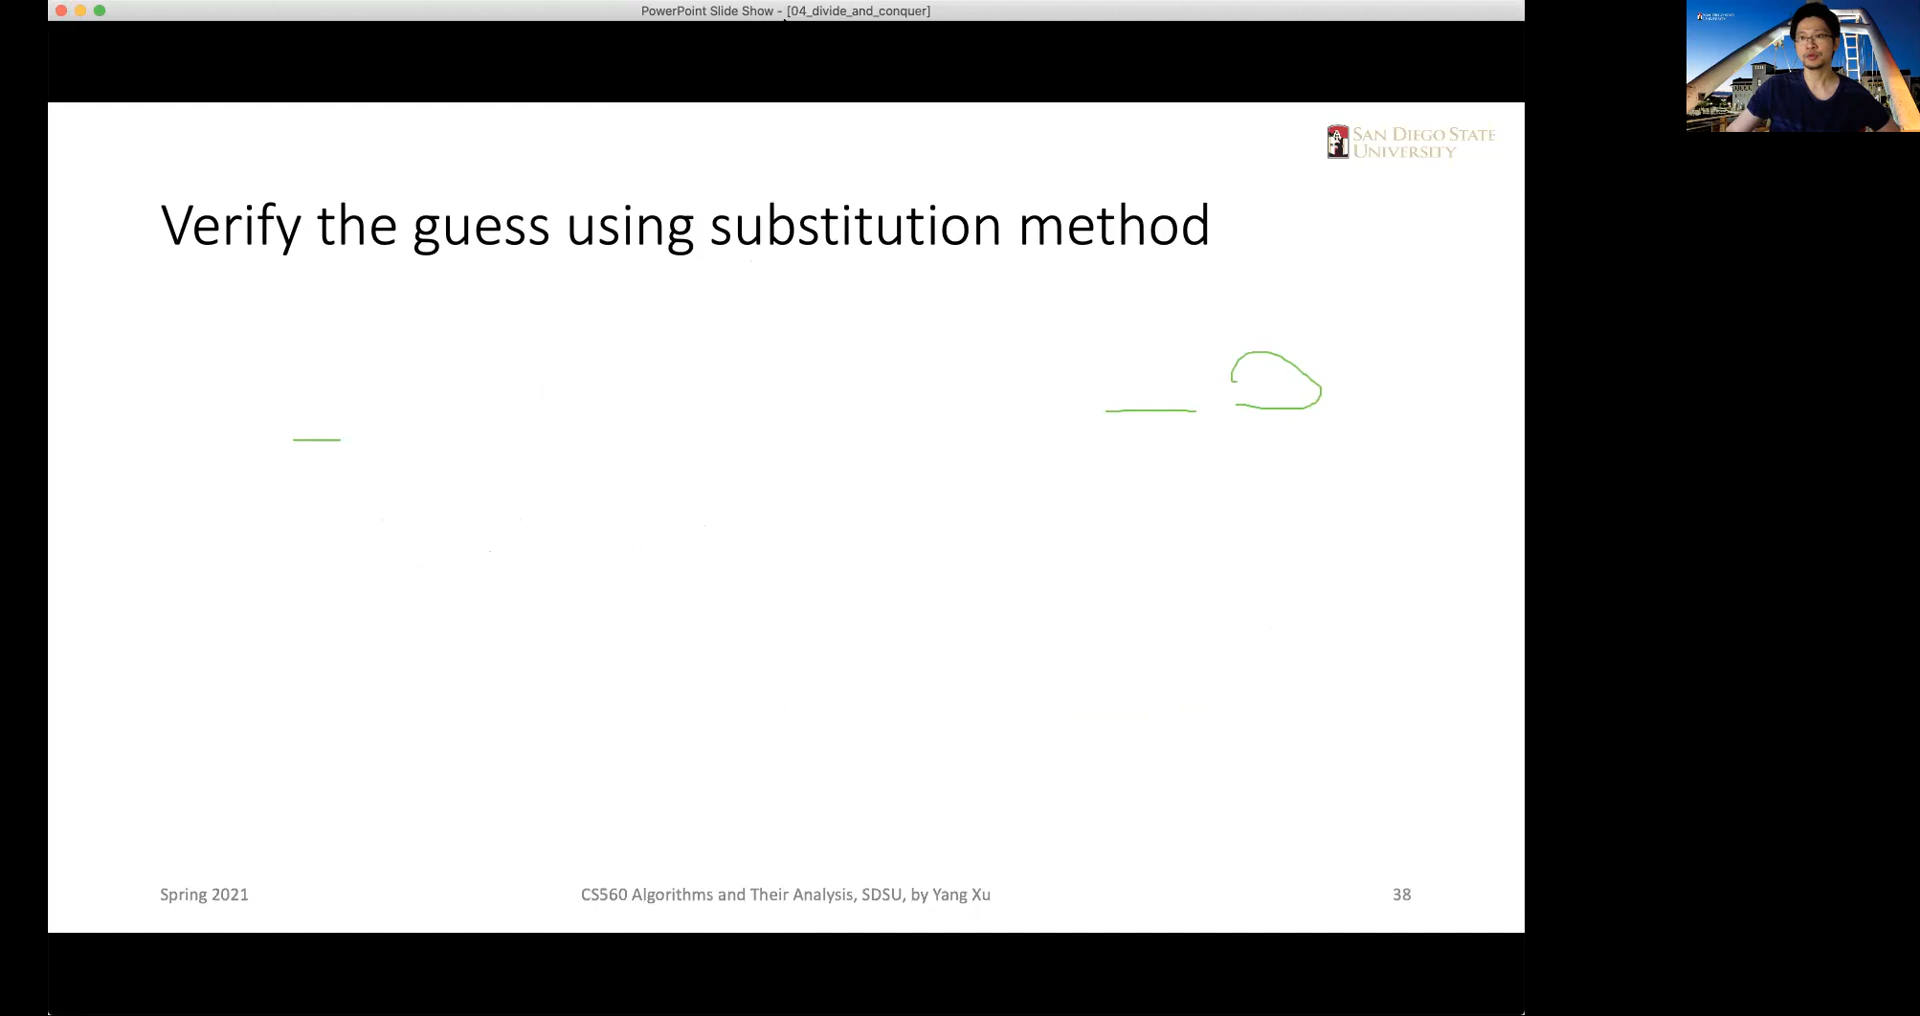 PowerPoint Slide Show - [04_divide_and_conquer]
SAN DIEGO STATE
UNIVERSITY
Verify the guess using substitution method
Spring 2021
CS560 Algorithms and Their Analysis, SDSU, by Yang Xu
38